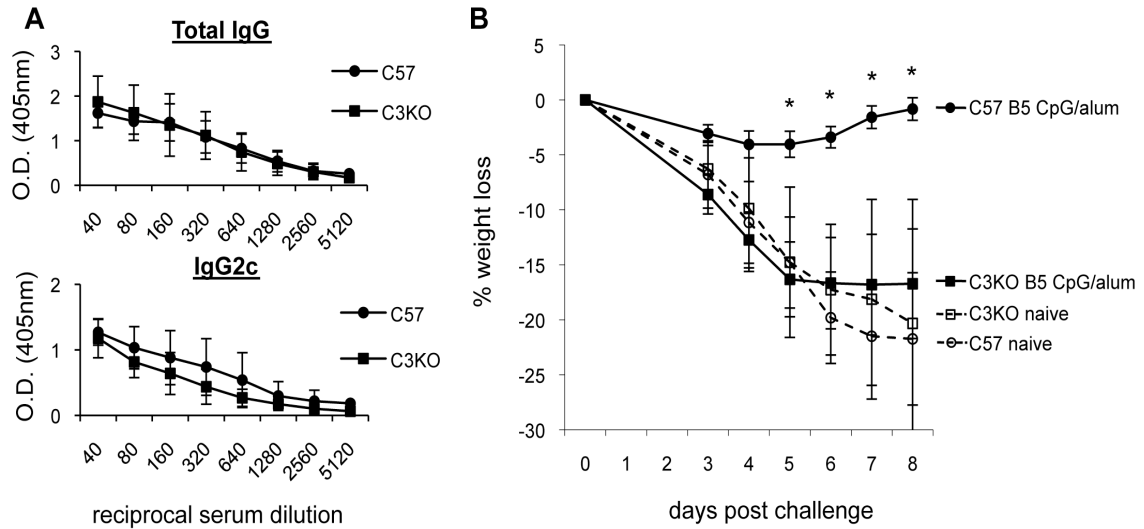 A
Total IgG
O.D. (405nm)
3
2
1
0
40 80 160 320 640 1280 2560 5120
C57
C3KO
IgG2c
O.D. (405nm)
2
1
0
40 80 160 320 640 1280 2560 5120
C57
C3KO
reciprocal serum dilution
B
% weight loss
5
0
-5
-10
-15
-20
-25
-30
* * * *
C57 B5 CpG/alum
C3KO B5 CpG/alum
C3KO naive
C57 naive
0 1 2 3 4 5 6 7 8
days post challenge